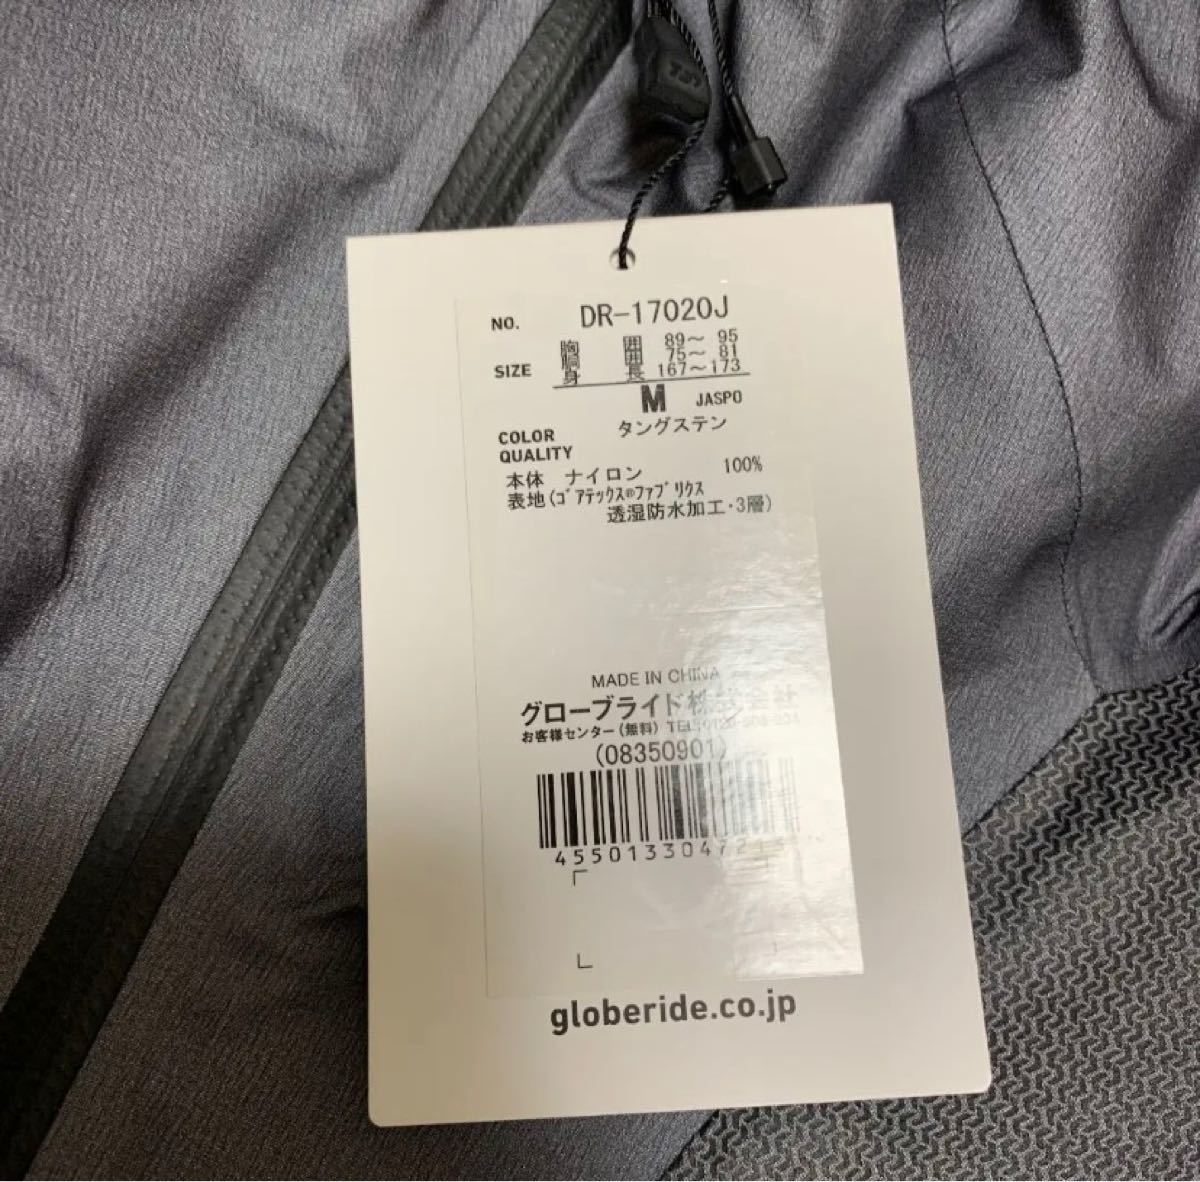 NO. DR-17020J
SIZE
胸 囲 89～ 95
胴 囲 75～ 81
身 長 167～173
M JASPO
COLOR タングステン
QUALITY
本体 ナイロン 100%
表地(ｺﾞｱﾃｯｸｽ®ﾌｧﾌﾞﾘｸｽ
透湿防水加工・3層)
MADE IN CHINA
グローブライド株式会社
お客様センター(無料) TEL.
(08350901)
globeride.co.jp